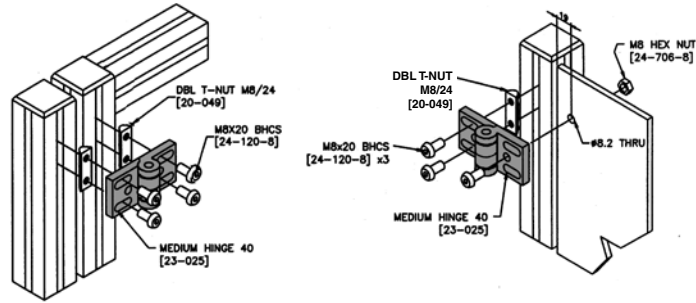 DBL T-NUT M8/24
[20-049]
M8X20 BHCS
[24-120-8]
MEDIUM HINGE 40
[23-025]
19
M8 HEX NUT
[24-706-8]
DBL T-NUT
M8/24
[20-049]
M8x20 BHCS
[24-120-8] x3
ø8.2 THRU
MEDIUM HINGE 40
[23-025]